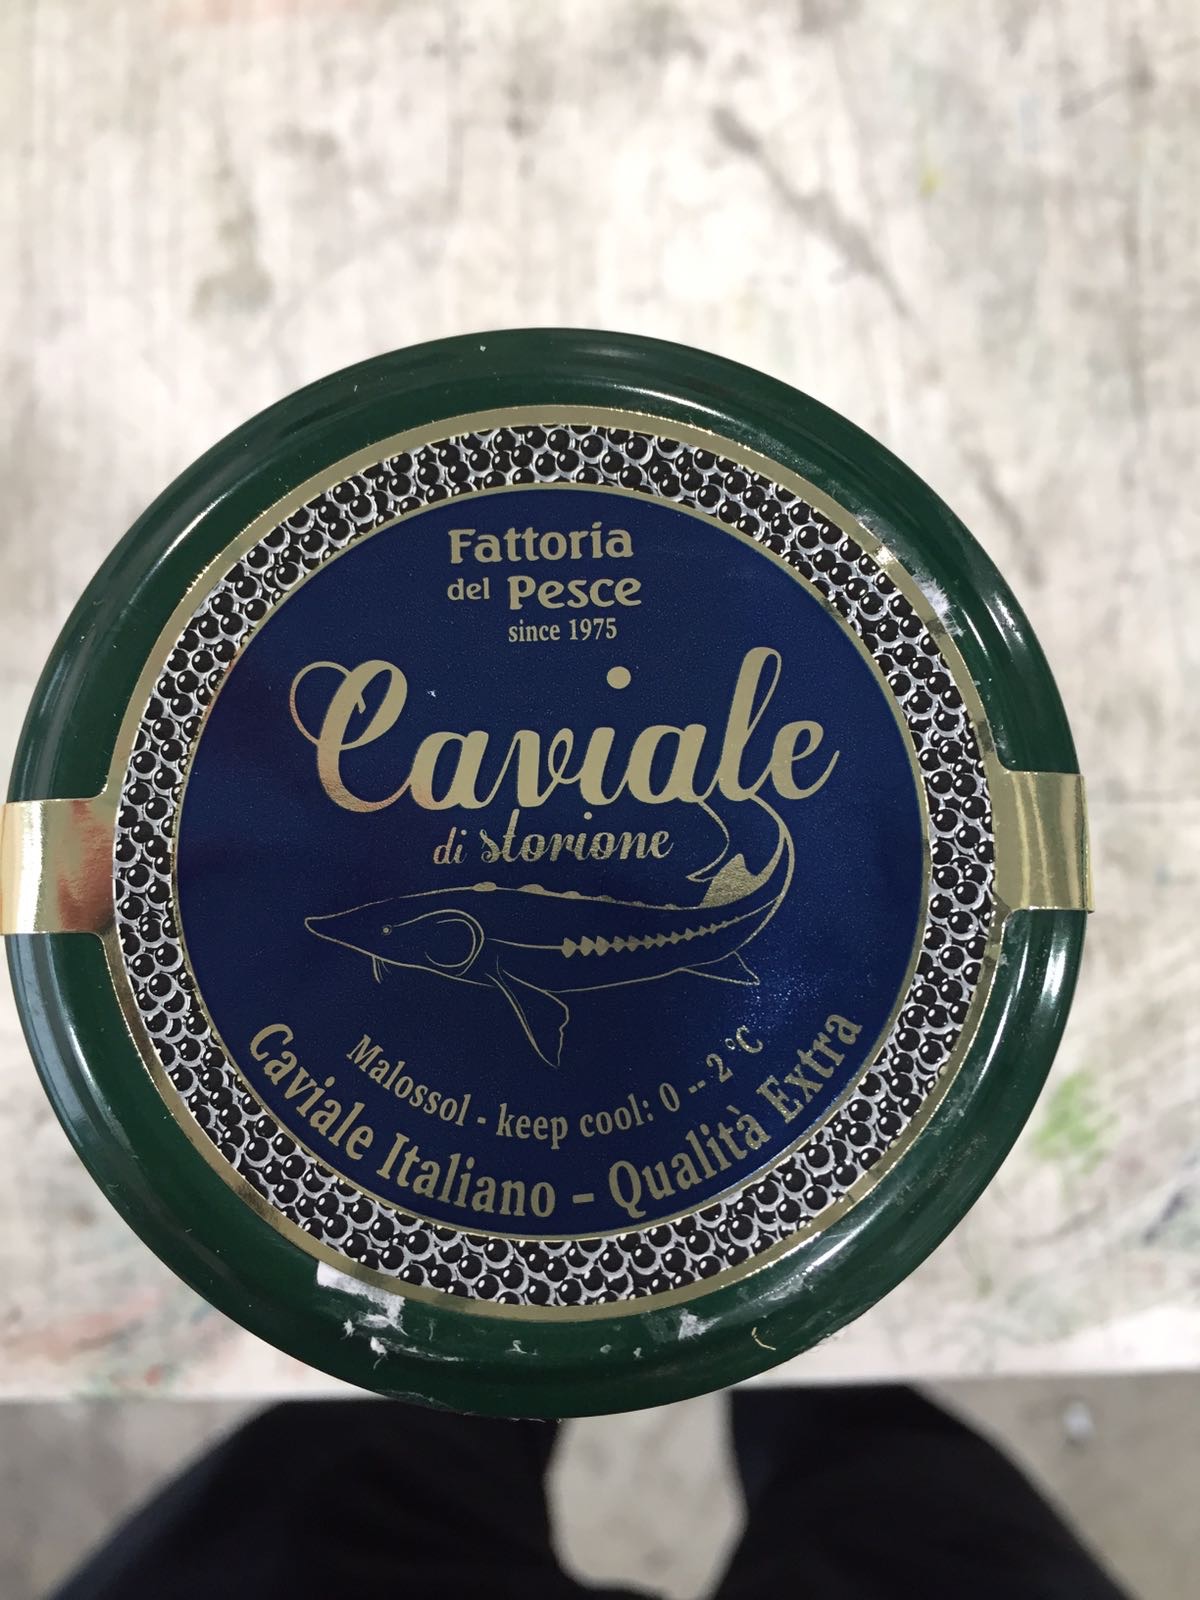 Fattoria
del Pesce
since 1975
Caviale
di storione
Malossol - keep cool: 0 -- 2 °C
Caviale Italiano - Qualità Extra